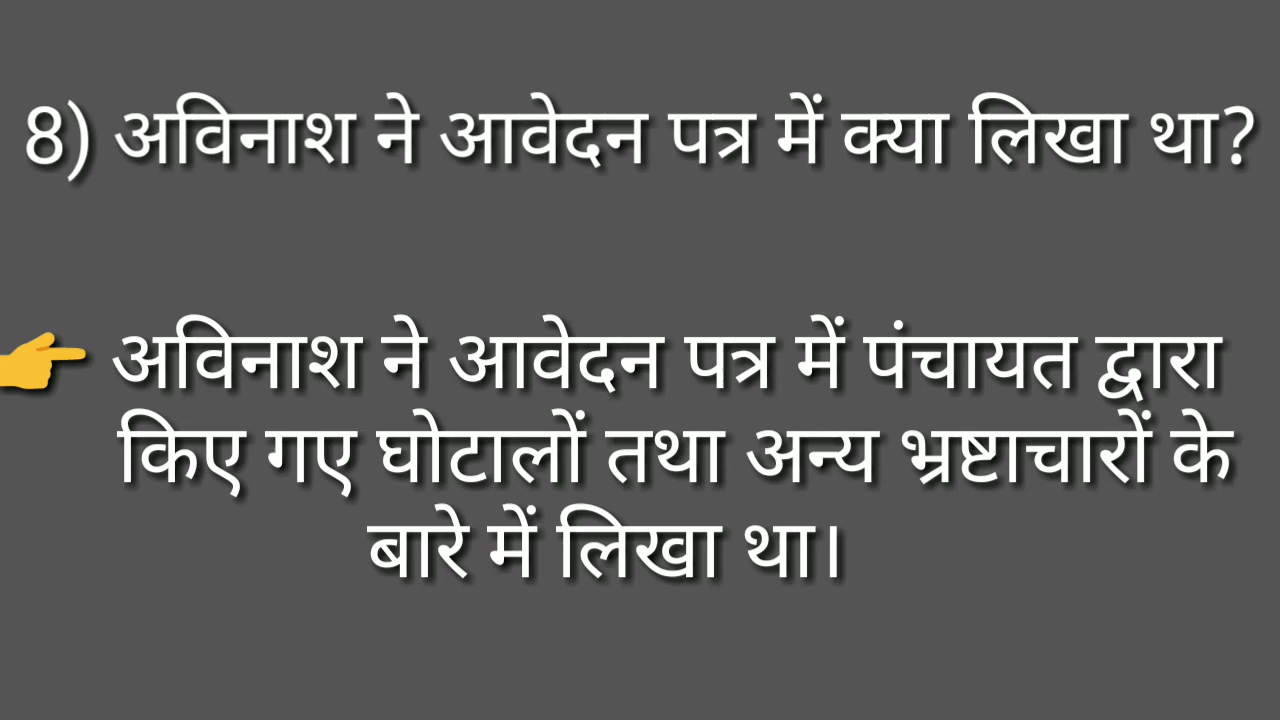 8) अविनाश ने आवेदन पत्र में क्या लिखा था?
👉 अविनाश ने आवेदन पत्र में पंचायत द्वारा
किए गए घोटालों तथा अन्य भ्रष्टाचारों के
बारे में लिखा था।